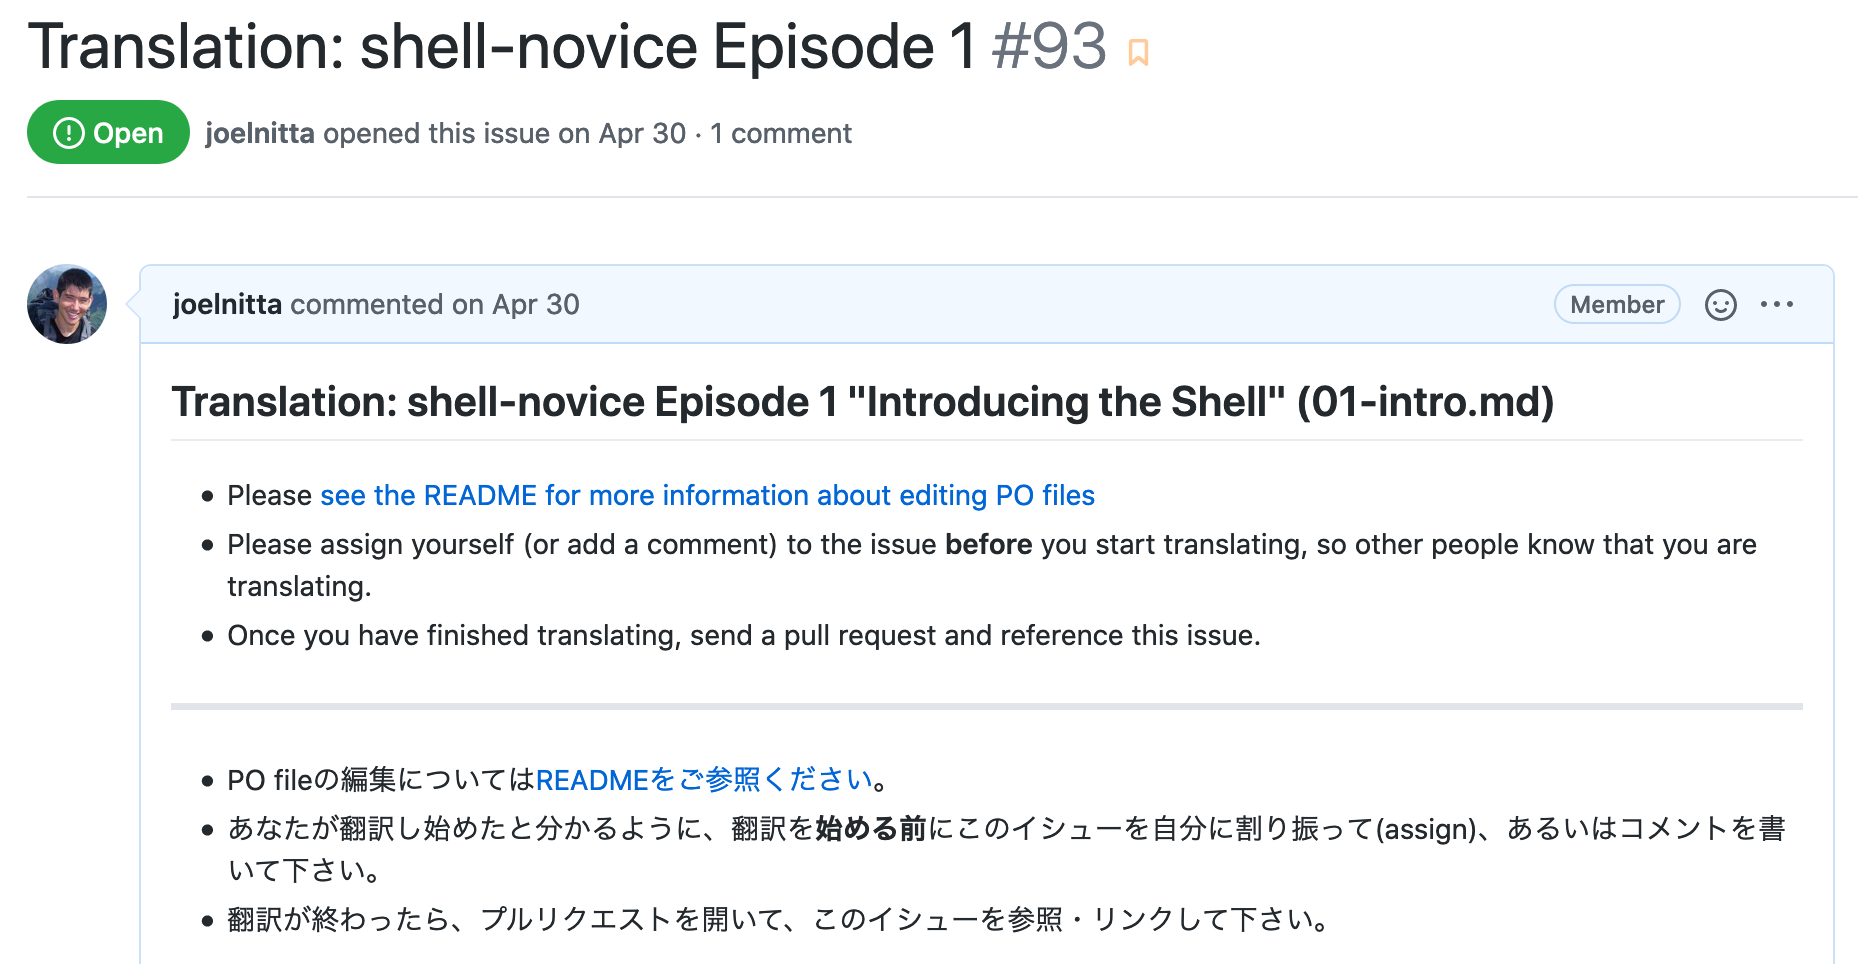 Translation: shell-novice Episode 1 #93
Open joelnitta opened this issue on Apr 30 · 1 comment
joelnitta commented on Apr 30 Member
Translation: shell-novice Episode 1 "Introducing the Shell" (01-intro.md)
• Please see the README for more information about editing PO files
• Please assign yourself (or add a comment) to the issue before you start translating, so other people know that you are
translating.
• Once you have finished translating, send a pull request and reference this issue.
• PO fileの編集についてはREADMEをご参照ください。
• あなたが翻訳し始めたと分かるように、翻訳を始める前にこのイシューを自分に割り振って(assign)、あるいはコメントを書
いて下さい。
• 翻訳が終わったら、プルリクエストを開いて、このイシューを参照・リンクして下さい。